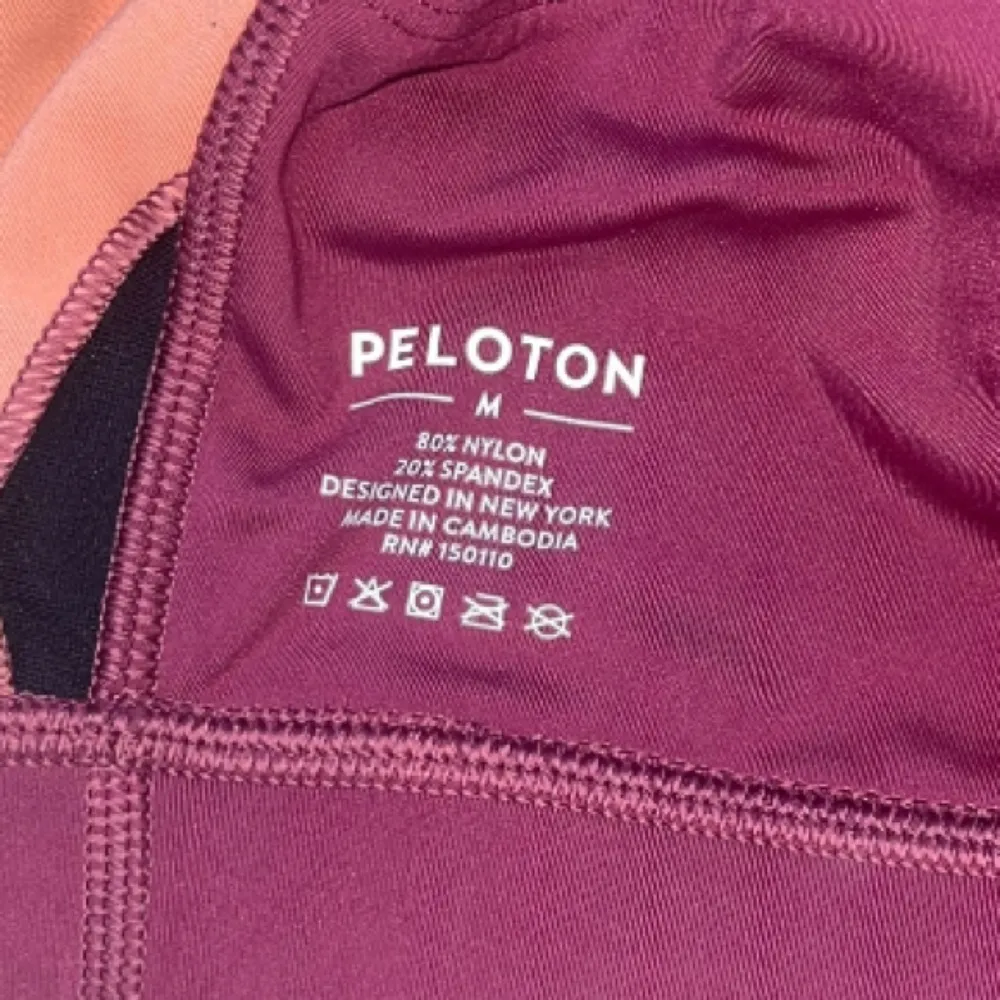 PELOTON
M
80% NYLON
20% SPANDEX
DESIGNED IN NEW YORK
MADE IN CAMBODIA
RN# 150110